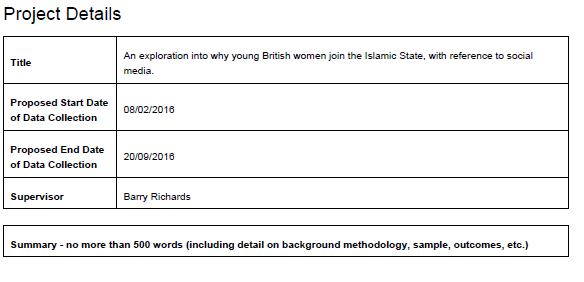 Project Details
Title
An exploration into why young British women join the Islamic State, with reference to social
media.
Proposed Start Date
of Data Collection
08/02/2016
Proposed End Date
of Data Collection
20/09/2016
Supervisor
Barry Richards
Summary - no more than 500 words (including detail on background methodology, sample, outcomes, etc.)